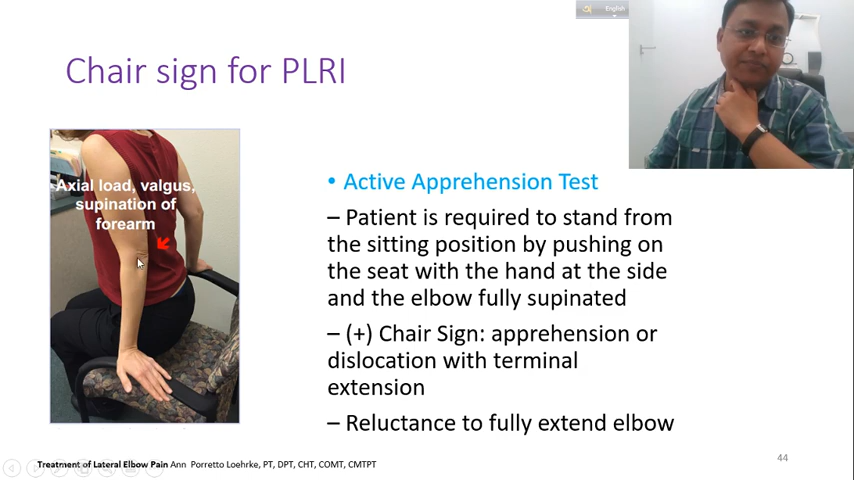 English
Chair sign for PLRI
Axial load, valgus,
supination of
forearm
• Active Apprehension Test
– Patient is required to stand from
the sitting position by pushing on
the seat with the hand at the side
and the elbow fully supinated
– (+) Chair Sign: apprehension or
dislocation with terminal
extension
– Reluctance to fully extend elbow
Treatment of Lateral Elbow Pain Ann Porretto Loehrke, PT, DPT, CHT, COMT, CMTPT
44